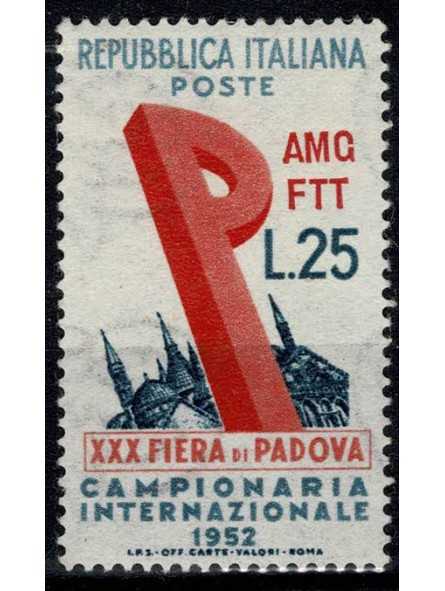 REPUBBLICA ITALIANA
POSTE
P
AMG
FTT
L.25
XXX FIERA DI PADOVA
CAMPIONARIA
INTERNAZIONALE
1952
I.P.S.-OFF. CARTE-VALORI-ROMA